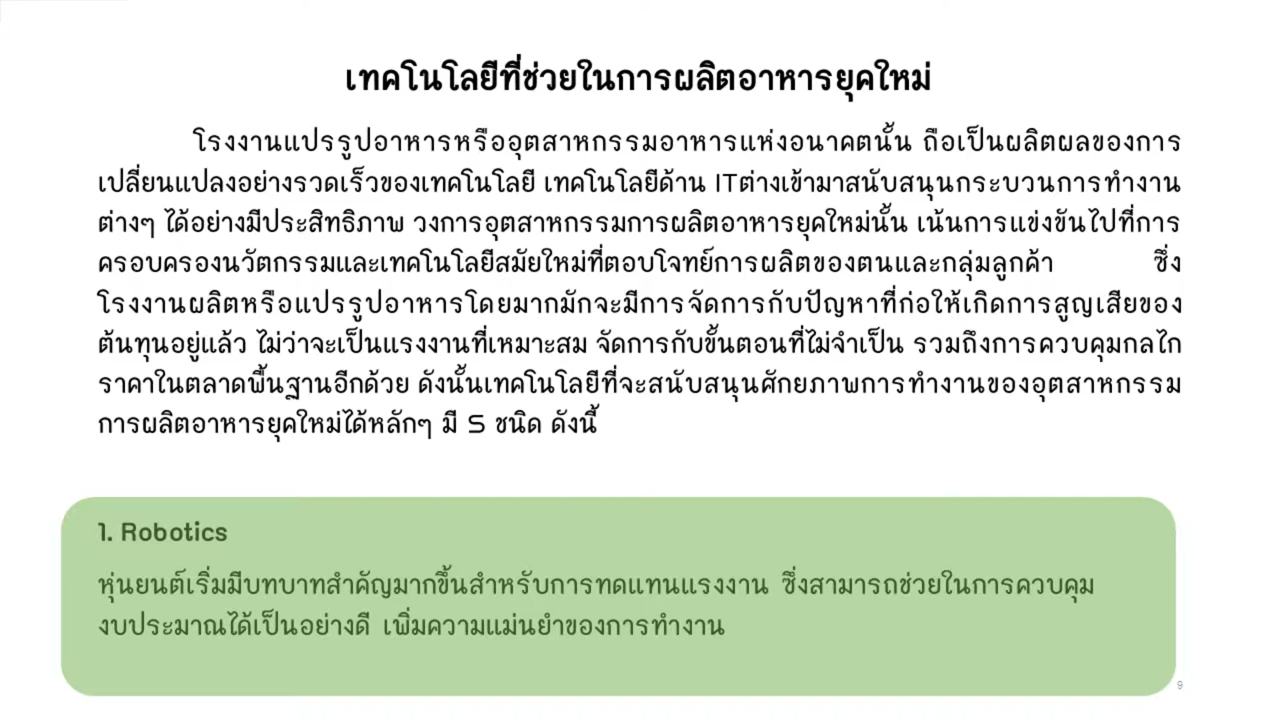 เทคโนโลยีที่ช่วยในการผลิตอาหารยุคใหม่
โรงงานแปรรูปอาหารหรืออุตสาหกรรมอาหารแห่งอนาคตนั้น ถือเป็นผลิตผลของการ
เปลี่ยนแปลงอย่างรวดเร็วของเทคโนโลยี เทคโนโลยีด้าน ITต่างเข้ามาสนับสนุนกระบวนการทำงาน
ต่างๆ ได้อย่างมีประสิทธิภาพ วงการอุตสาหกรรมการผลิตอาหารยุคใหม่นั้น เน้นการแข่งขันไปที่การ
ครอบครองนวัตกรรมและเทคโนโลยีสมัยใหม่ที่ตอบโจทย์การผลิตของตนและกลุ่มลูกค้า ซึ่ง
โรงงานผลิตหรือแปรรูปอาหารโดยมากมักจะมีการจัดการกับปัญหาที่ก่อให้เกิดการสูญเสียของ
ต้นทุนอยู่แล้ว ไม่ว่าจะเป็นแรงงานที่เหมาะสม จัดการกับขั้นตอนที่ไม่จำเป็น รวมถึงการควบคุมกลไก
ราคาในตลาดพื้นฐานอีกด้วย ดังนั้นเทคโนโลยีที่จะสนับสนุนศักยภาพการทำงานของอุตสาหกรรม
การผลิตอาหารยุคใหม่ได้หลักๆ มี 5 ชนิด ดังนี้
1. Robotics
หุ่นยนต์เริ่มมีบทบาทสำคัญมากขึ้นสำหรับการทดแทนแรงงาน ซึ่งสามารถช่วยในการควบคุม
งบประมาณได้เป็นอย่างดี เพิ่มความแม่นยำของการทำงาน
9